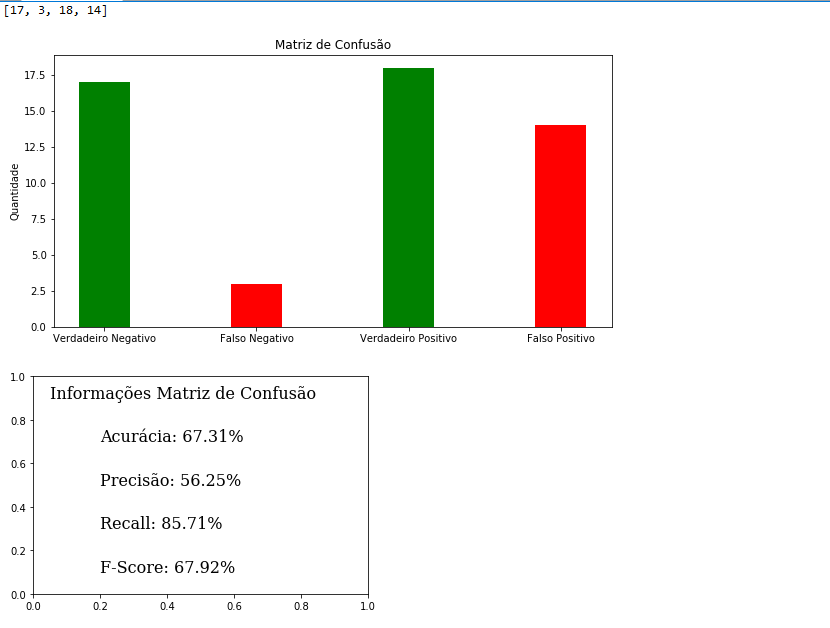 [17, 3, 18, 14]
Matriz de Confusão
Quantidade
17.5
15.0
12.5
10.0
7.5
5.0
2.5
0.0
Verdadeiro Negativo Falso Negativo Verdadeiro Positivo Falso Positivo
1.0
0.8
0.6
0.4
0.2
0.0
Informações Matriz de Confusão
Acurácia: 67.31%
Precisão: 56.25%
Recall: 85.71%
F-Score: 67.92%
0.0 0.2 0.4 0.6 0.8 1.0